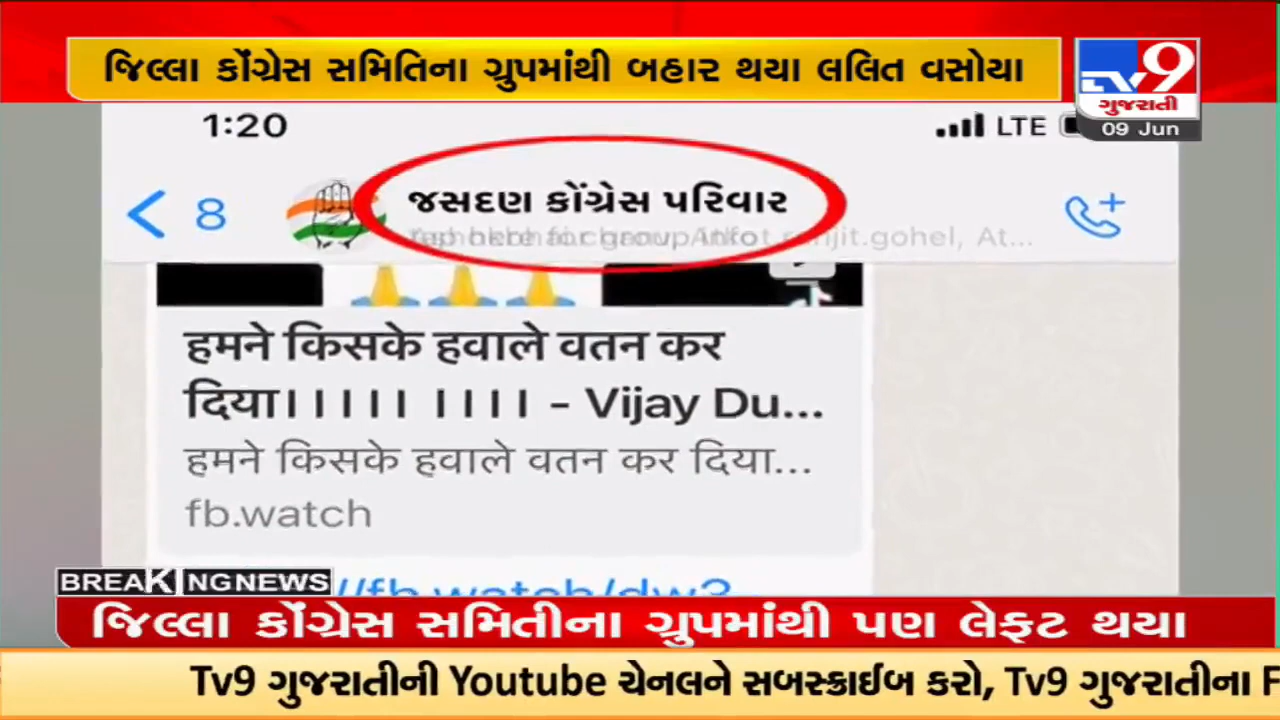 જિલ્લા કોંગ્રેસ સમિતિના ગ્રુપમાંથી બહાર થયા લલિત વસોયા
TV9
ગુજરાતી
09 Jun
1:20
LTE
8
જસદણ કોંગ્રેસ પરિવાર
हमने किसके हवाले वतन कर
दिया।।।।।। ।।।। - Vijay Du...
हमने किसके हवाले वतन कर दिया...
fb.watch
BREAKING NEWS
જિલ્લા કોંગ્રેસ સમિતીના ગ્રુપમાંથી પણ લેફટ થયા
Tv9 ગુજરાતીની Youtube ચેનલને સબસ્ક્રાઈબ કરો, Tv9 ગુજરાતીના F